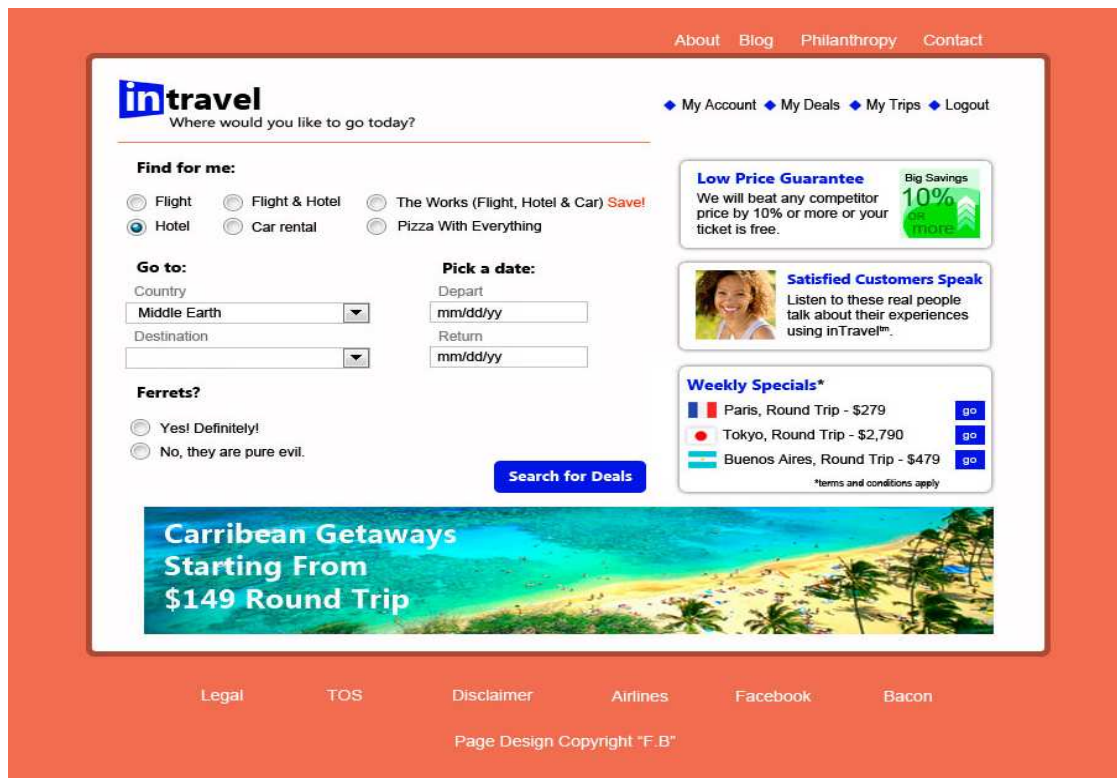 About Blog Philanthropy Contact
in travel
Where would you like to go today?
My Account My Deals My Trips Logout
Find for me:
Flight Flight & Hotel The Works (Flight, Hotel & Car) Save!
Hotel Car rental Pizza With Everything
Go to: Pick a date:
Country Depart
Middle Earth mm/dd/yy
Destination Return
mm/dd/yy
Ferrets?
Yes! Definitely!
No, they are pure evil.
Search for Deals
Low Price Guarantee
We will beat any competitor
price by 10% or more or your
ticket is free.
Big Savings
10%
OR
more
Satisfied Customers Speak
Listen to these real people
talk about their experiences
using inTravel™.
Weekly Specials*
Paris, Round Trip - $279 go
Tokyo, Round Trip - $2,790 go
Buenos Aires, Round Trip - $479 go
*terms and conditions apply
Carribean Getaways
Starting From
$149 Round Trip
Legal TOS Disclaimer Airlines Facebook Bacon
Page Design Copyright “F.B”